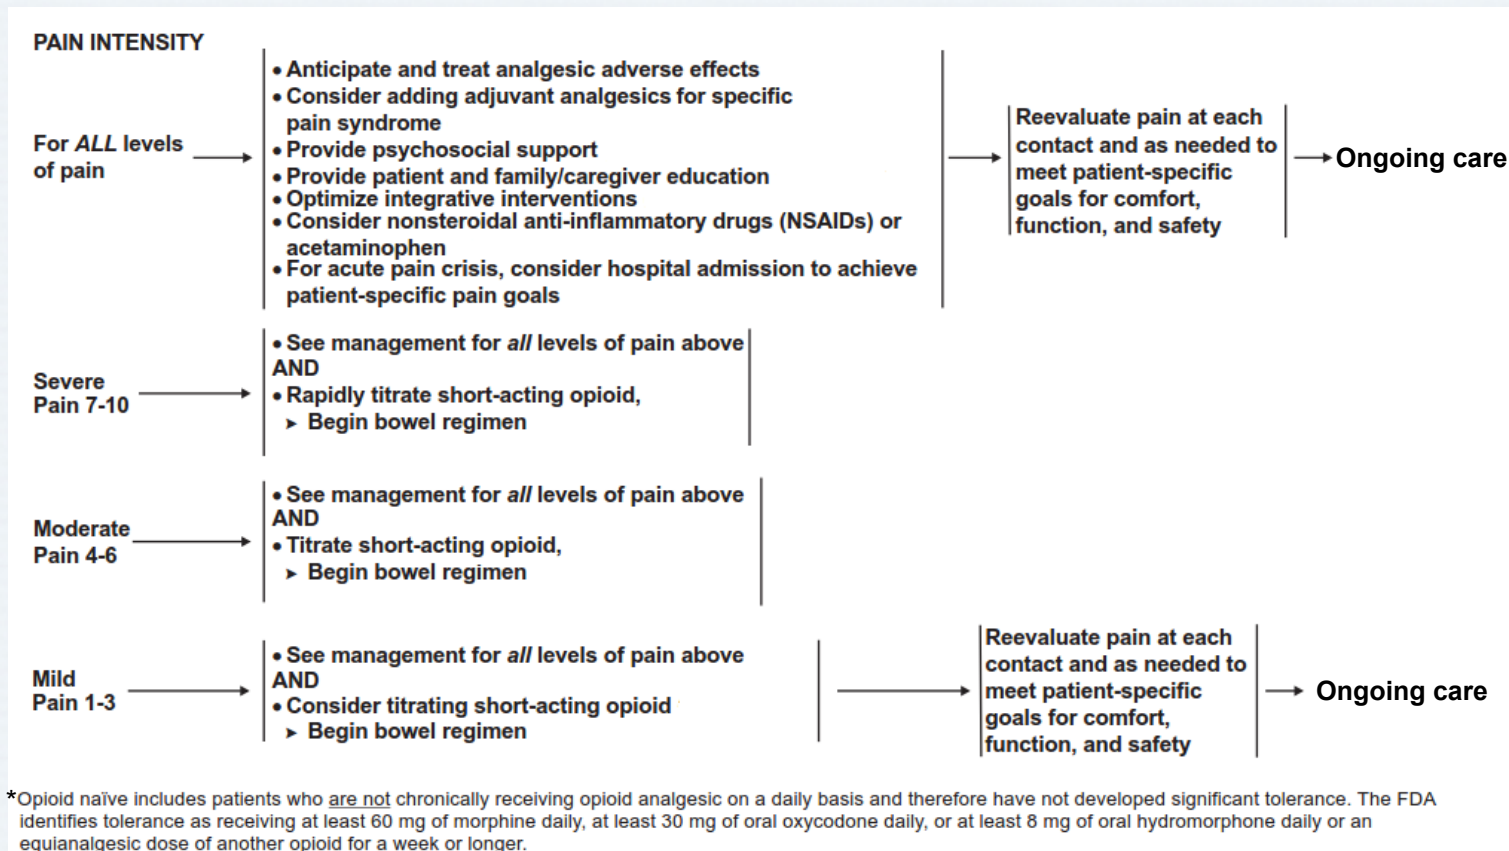 PAIN INTENSITY
For ALL levels
of pain
• Anticipate and treat analgesic adverse effects
• Consider adding adjuvant analgesics for specific
pain syndrome
• Provide psychosocial support
• Provide patient and family/caregiver education
• Optimize integrative interventions
• Consider nonsteroidal anti-inflammatory drugs (NSAIDs) or
acetaminophen
• For acute pain crisis, consider hospital admission to achieve
patient-specific pain goals
Reevaluate pain at each
contact and as needed to
meet patient-specific
goals for comfort,
function, and safety
Ongoing care
Severe
Pain 7-10
• See management for all levels of pain above
AND
• Rapidly titrate short-acting opioid,
➤ Begin bowel regimen
Moderate
Pain 4-6
• See management for all levels of pain above
AND
• Titrate short-acting opioid,
➤ Begin bowel regimen
Mild
Pain 1-3
• See management for all levels of pain above
AND
• Consider titrating short-acting opioid
➤ Begin bowel regimen
Reevaluate pain at each
contact and as needed to
meet patient-specific
goals for comfort,
function, and safety
Ongoing care
*Opioid naïve includes patients who are not chronically receiving opioid analgesic on a daily basis and therefore have not developed significant tolerance. The FDA
identifies tolerance as receiving at least 60 mg of morphine daily, at least 30 mg of oral oxycodone daily, or at least 8 mg of oral hydromorphone daily or an
equianalgesic dose of another opioid for a week or longer.